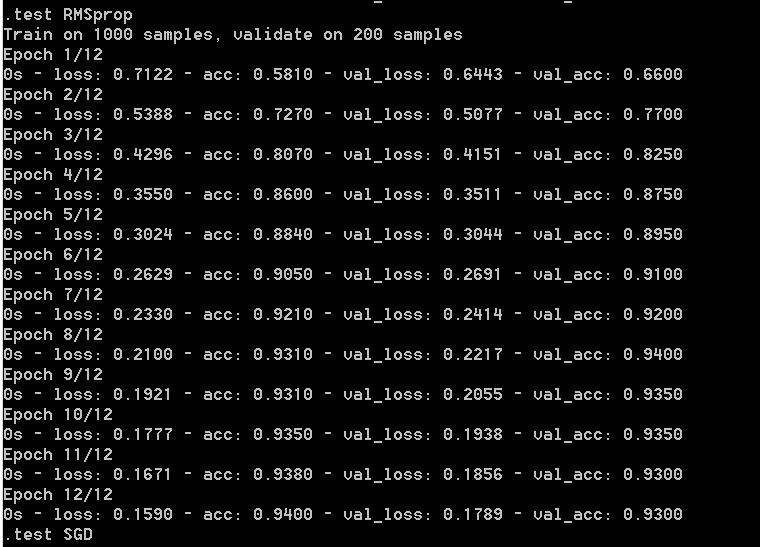 .test RMSprop
Train on 1000 samples, validate on 200 samples
Epoch 1/12
0s - loss: 0.7122 - acc: 0.5810 - val_loss: 0.6443 - val_acc: 0.6600
Epoch 2/12
0s - loss: 0.5388 - acc: 0.7270 - val_loss: 0.5077 - val_acc: 0.7700
Epoch 3/12
0s - loss: 0.4296 - acc: 0.8070 - val_loss: 0.4151 - val_acc: 0.8250
Epoch 4/12
0s - loss: 0.3550 - acc: 0.8600 - val_loss: 0.3511 - val_acc: 0.8750
Epoch 5/12
0s - loss: 0.3024 - acc: 0.8840 - val_loss: 0.3044 - val_acc: 0.8950
Epoch 6/12
0s - loss: 0.2629 - acc: 0.9050 - val_loss: 0.2691 - val_acc: 0.9100
Epoch 7/12
0s - loss: 0.2330 - acc: 0.9210 - val_loss: 0.2414 - val_acc: 0.9200
Epoch 8/12
0s - loss: 0.2100 - acc: 0.9310 - val_loss: 0.2217 - val_acc: 0.9400
Epoch 9/12
0s - loss: 0.1921 - acc: 0.9310 - val_loss: 0.2055 - val_acc: 0.9350
Epoch 10/12
0s - loss: 0.1777 - acc: 0.9350 - val_loss: 0.1938 - val_acc: 0.9350
Epoch 11/12
0s - loss: 0.1671 - acc: 0.9380 - val_loss: 0.1856 - val_acc: 0.9300
Epoch 12/12
0s - loss: 0.1590 - acc: 0.9400 - val_loss: 0.1789 - val_acc: 0.9300
.test SGD